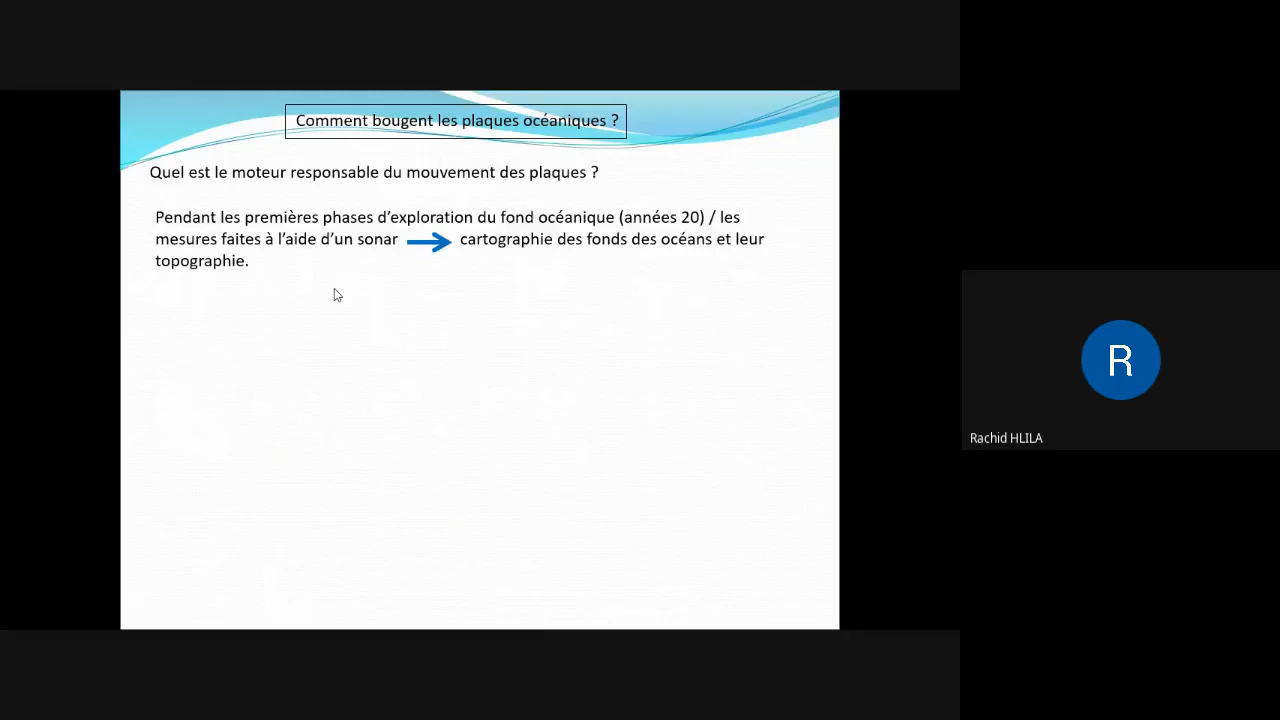 Comment bougent les plaques océaniques ?
Quel est le moteur responsable du mouvement des plaques ?
Pendant les premières phases d’exploration du fond océanique (années 20) / les
mesures faites à l’aide d’un sonar cartographie des fonds des océans et leur
topographie.
R
Rachid HLILA